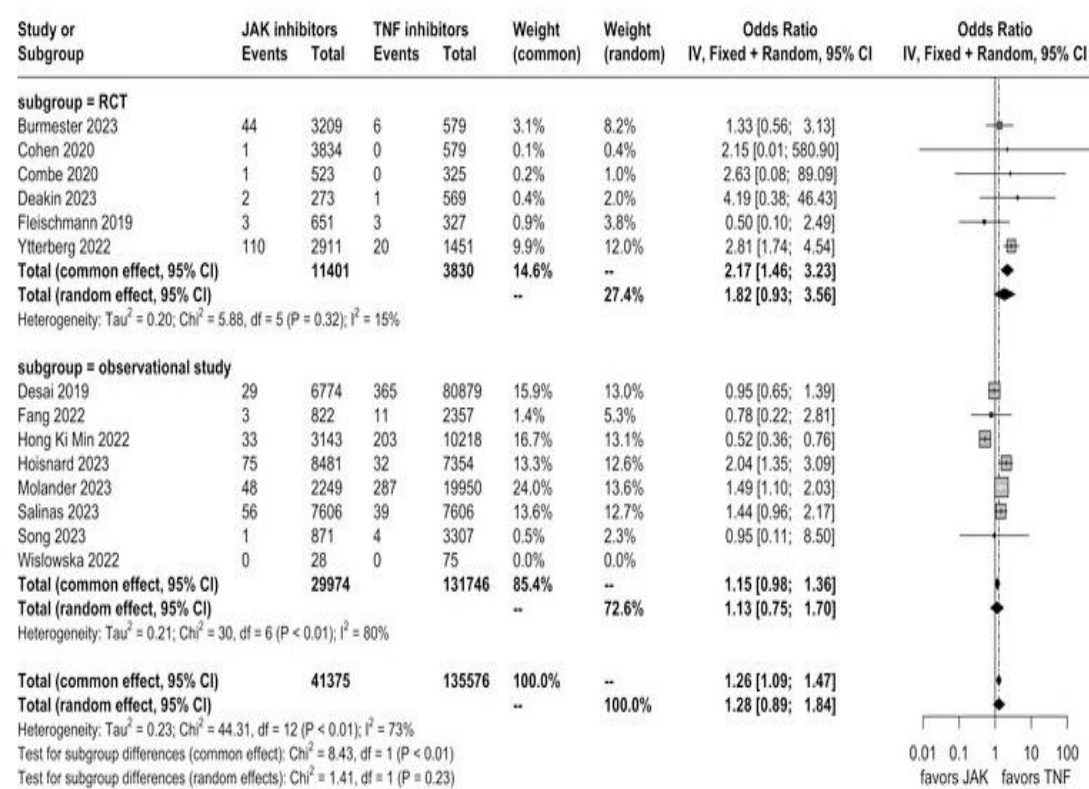 Study or JAK inhibitors TNF inhibitors Weight Weight Odds Ratio Odds Ratio
Subgroup Events Total Events Total (common) (random) IV, Fixed + Random, 95% CI IV, Fixed + Random, 95% CI
subgroup = RCT
Burmester 2023 44 3209 6 579 3.1% 8.2% 1.33 [0.56; 3.13]
Cohen 2020 1 3834 0 579 0.1% 0.4% 2.15 [0.01; 580.90]
Combe 2020 1 523 0 325 0.2% 1.0% 2.63 [0.08; 89.09]
Deakin 2023 2 273 1 569 0.4% 2.0% 4.19 [0.38; 46.43]
Fleischmann 2019 3 651 3 327 0.9% 3.8% 0.50 [0.10; 2.49]
Ytterberg 2022 110 2911 20 1451 9.9% 12.0% 2.81 [1.74; 4.54]
Total (common effect, 95% CI) 11401 3830 14.6% -- 2.17 [1.46; 3.23]
Total (random effect, 95% CI) -- 27.4% 1.82 [0.93; 3.56]
Heterogeneity: Tau² = 0.20; Chi² = 5.88, df = 5 (P = 0.32); I² = 15%
subgroup = observational study
Desai 2019 29 6774 365 80879 15.9% 13.0% 0.95 [0.65; 1.39]
Fang 2022 3 822 11 2357 1.4% 5.3% 0.78 [0.22; 2.81]
Hong Ki Min 2022 33 3143 203 10218 16.7% 13.1% 0.52 [0.36; 0.76]
Hoisnard 2023 75 8481 32 7354 13.3% 12.6% 2.04 [1.35; 3.09]
Molander 2023 48 2249 287 19950 24.0% 13.6% 1.49 [1.10; 2.03]
Salinas 2023 56 7606 39 7606 13.6% 12.7% 1.44 [0.96; 2.17]
Song 2023 1 871 4 3307 0.5% 2.3% 0.95 [0.11; 8.50]
Wislowska 2022 0 28 0 75 0.0% 0.0%
Total (common effect, 95% CI) 29974 131746 85.4% -- 1.15 [0.98; 1.36]
Total (random effect, 95% CI) -- 72.6% 1.13 [0.75; 1.70]
Heterogeneity: Tau² = 0.21; Chi² = 30, df = 6 (P < 0.01); I² = 80%
Total (common effect, 95% CI) 41375 135576 100.0% -- 1.26 [1.09; 1.47]
Total (random effect, 95% CI) -- 100.0% 1.28 [0.89; 1.84]
Heterogeneity: Tau² = 0.23; Chi² = 44.31, df = 12 (P < 0.01); I² = 73%
Test for subgroup differences (common effect): Chi² = 8.43, df = 1 (P < 0.01)
Test for subgroup differences (random effects): Chi² = 1.41, df = 1 (P = 0.23)
0.01 0.1 1 10 100
favors JAK favors TNF